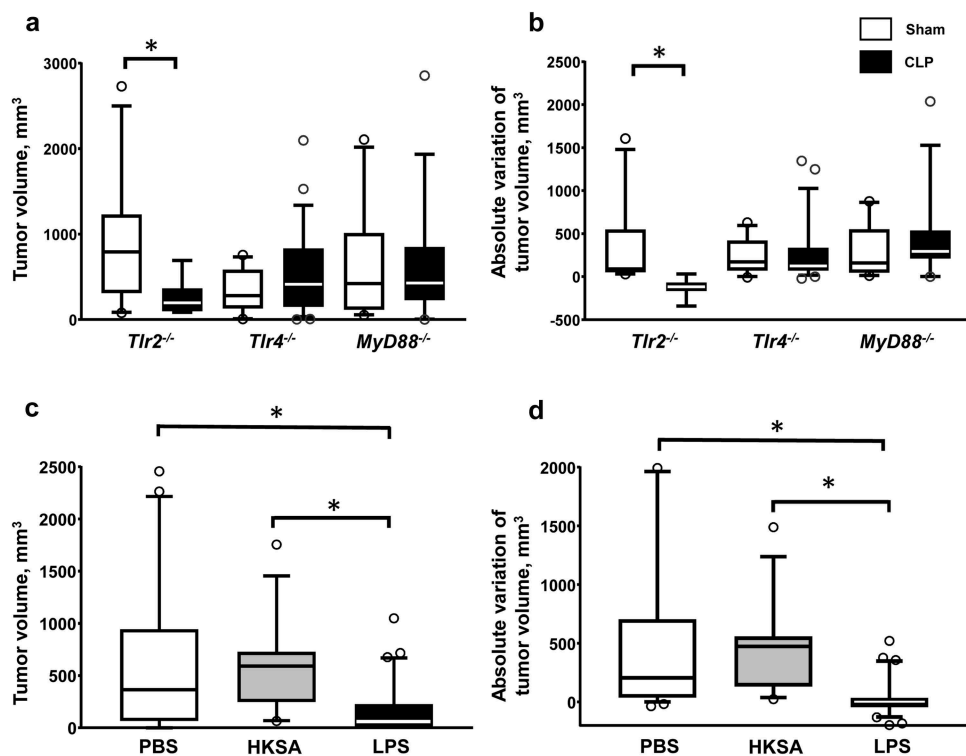 a
*
Tumor volume, mm³
3000
2000
1000
0
Tlr2-/-
Tlr4-/-
MyD88-/-
b
Sham
CLP
*
Absolute variation of
tumor volume, mm³
2500
2000
1500
1000
500
0
-500
Tlr2-/-
Tlr4-/-
MyD88-/-
c
*
*
Tumor volume, mm³
2500
2000
1500
1000
500
0
PBS
HKSA
LPS
d
*
*
Absolute variation of
tumor volume, mm³
2000
1500
1000
500
0
PBS
HKSA
LPS